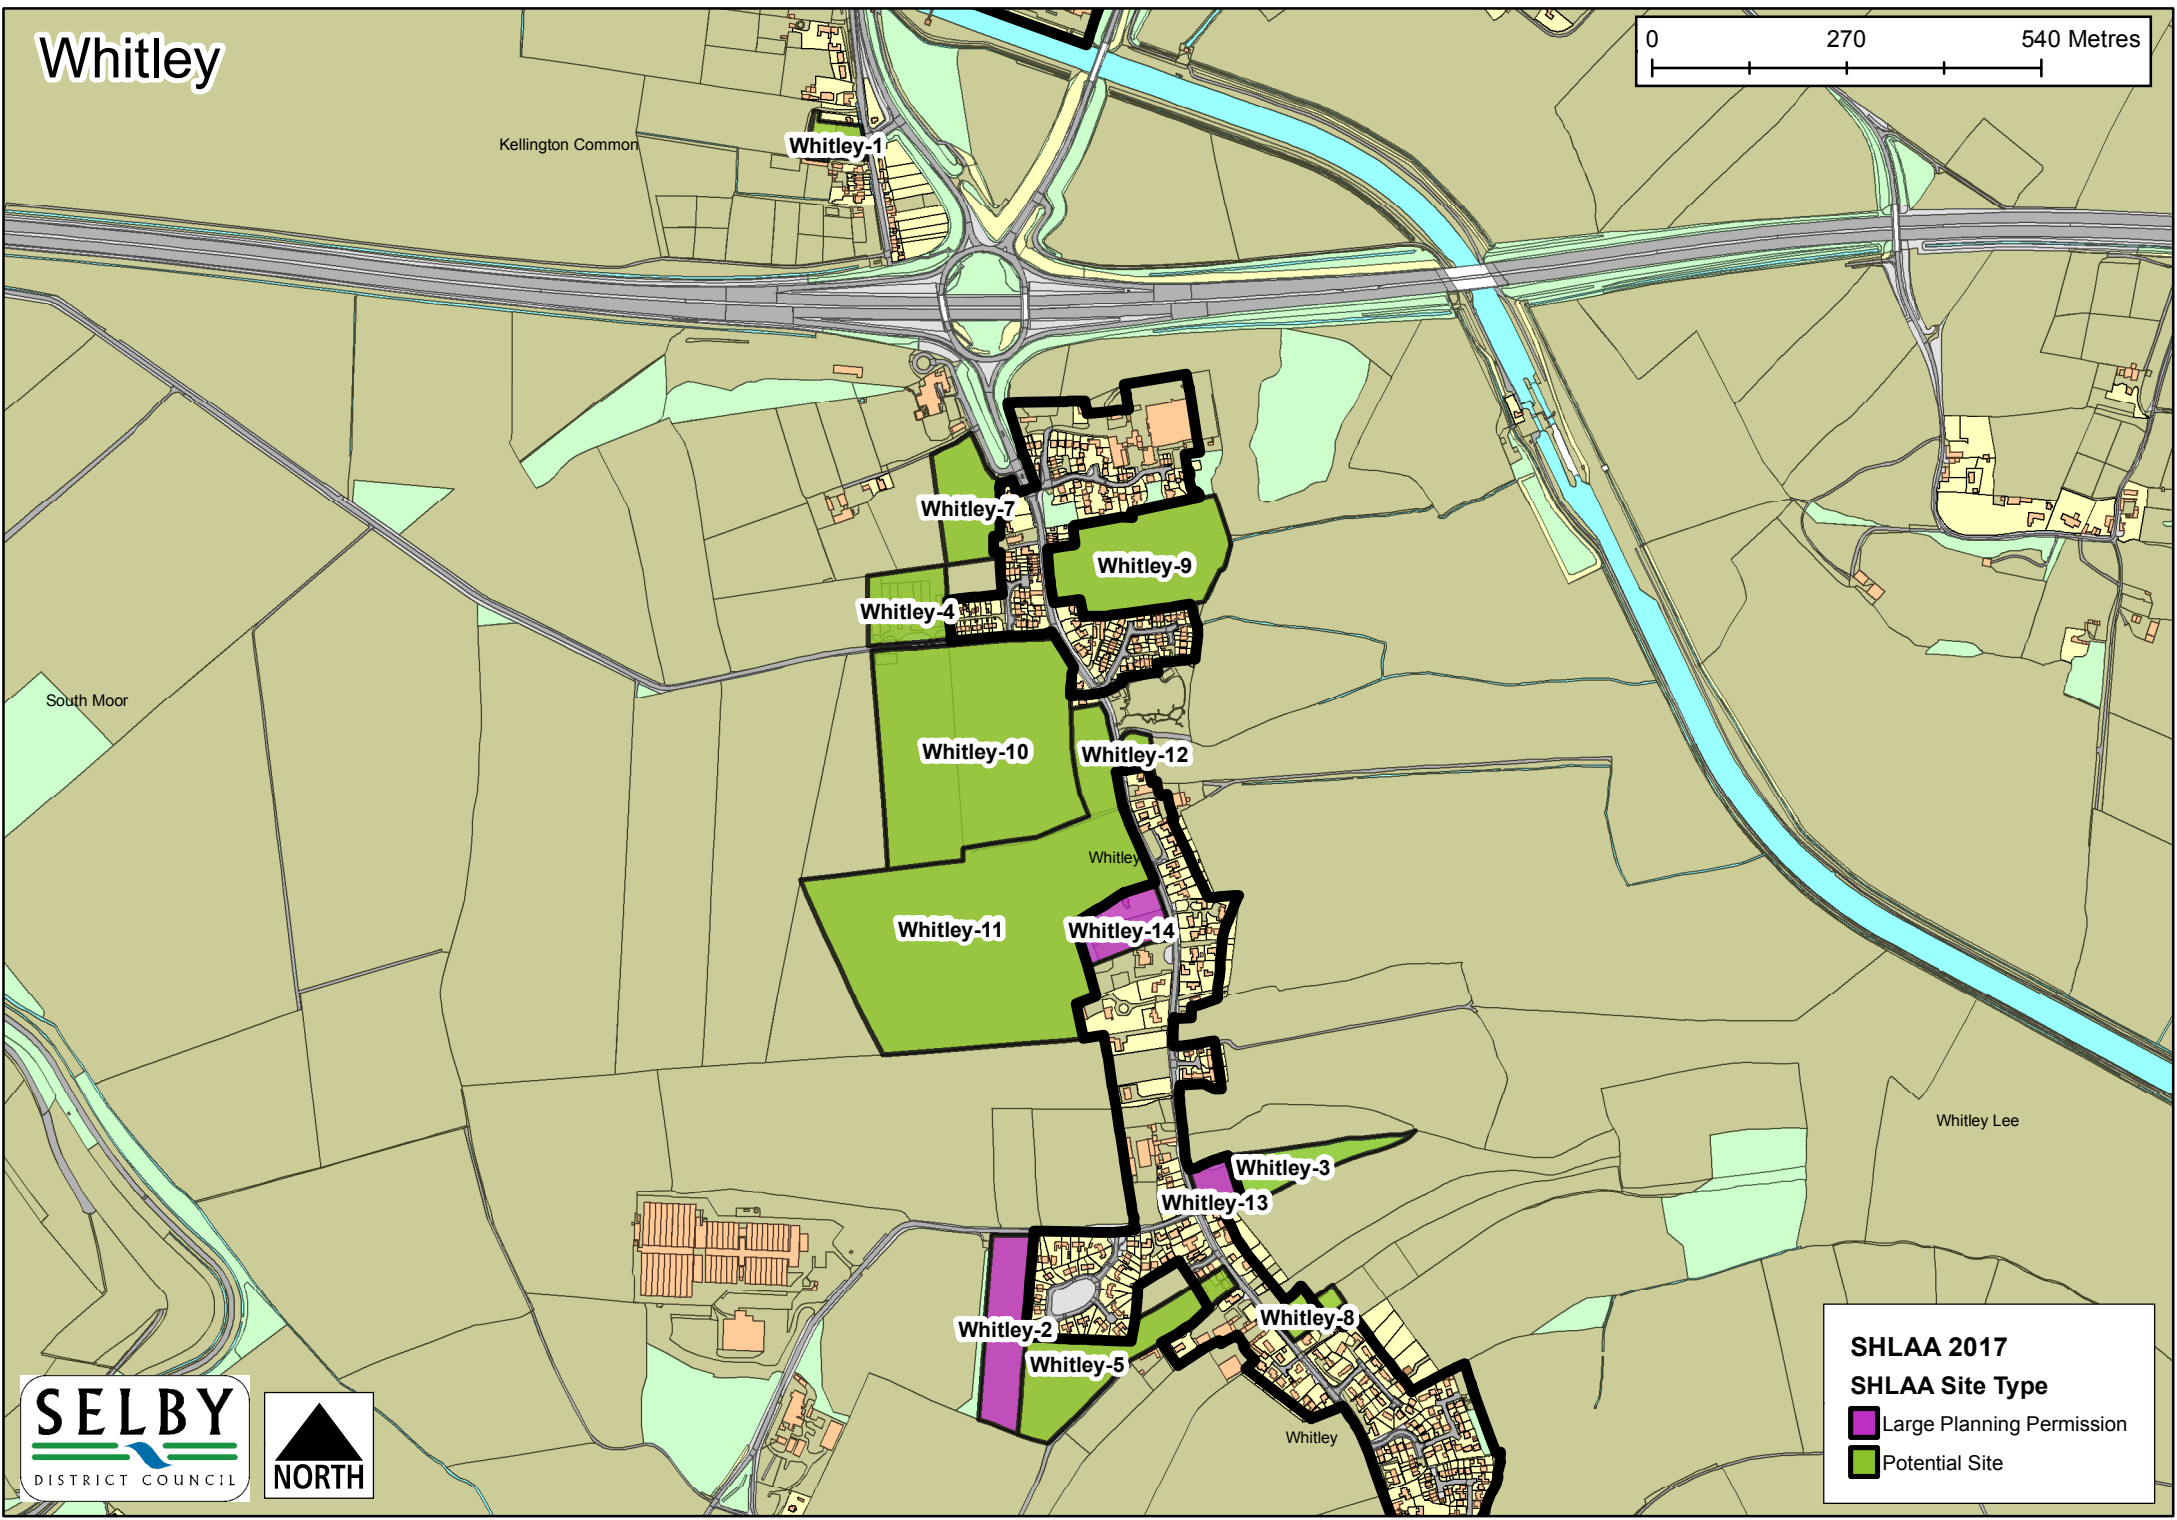 Whitley
0 270 540 Metres
Kellington Common
Whitley-1
Whitley-7
Whitley-9
Whitley-4
South Moor
Whitley-10
Whitley-12
Whitley
Whitley-11
Whitley-14
Whitley Lee
Whitley-3
Whitley-13
Whitley-8
Whitley-2
Whitley-5
Whitley
SHLAA 2017
SHLAA Site Type
Large Planning Permission
Potential Site
SELBY
DISTRICT COUNCIL
NORTH